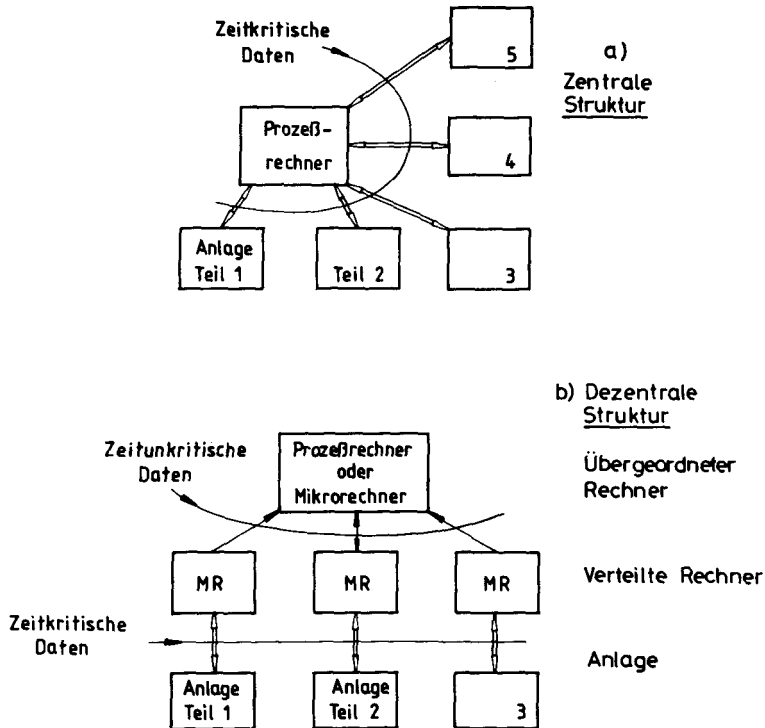 Zeitkritische
Daten
5
a)
Zentrale
Struktur
Prozeß-
rechner
4
Anlage
Teil 1
Teil 2
3
b) Dezentrale
Struktur
Zeitunkritische
Daten
Prozeßrechner
oder
Mikrorechner
Übergeordneter
Rechner
MR
MR
MR
Verteilte Rechner
Zeitkritische
Daten
Anlage
Anlage
Teil 1
Anlage
Teil 2
3